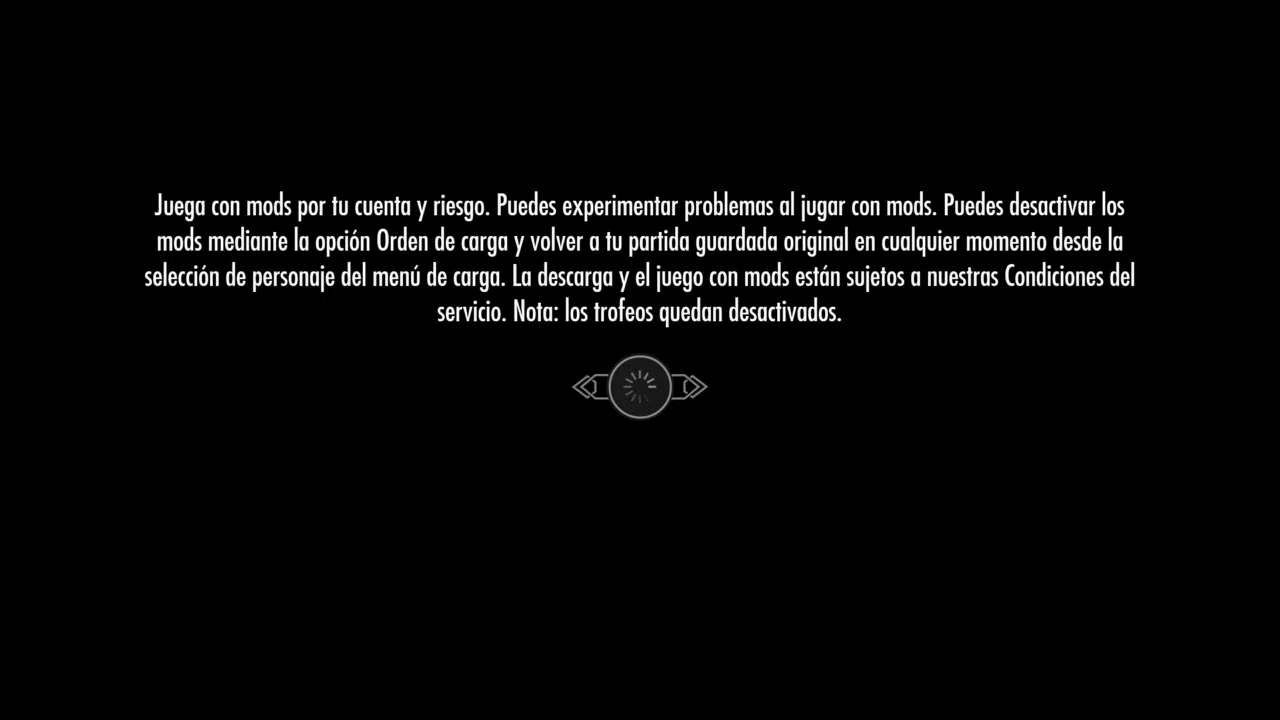 Juega con mods por tu cuenta y riesgo. Puedes experimentar problemas al jugar con mods. Puedes desactivar los
mods mediante la opción Orden de carga y volver a tu partida guardada original en cualquier momento desde la
selección de personaje del menú de carga. La descarga y el juego con mods están sujetos a nuestras Condiciones del
servicio. Nota: los trofeos quedan desactivados.